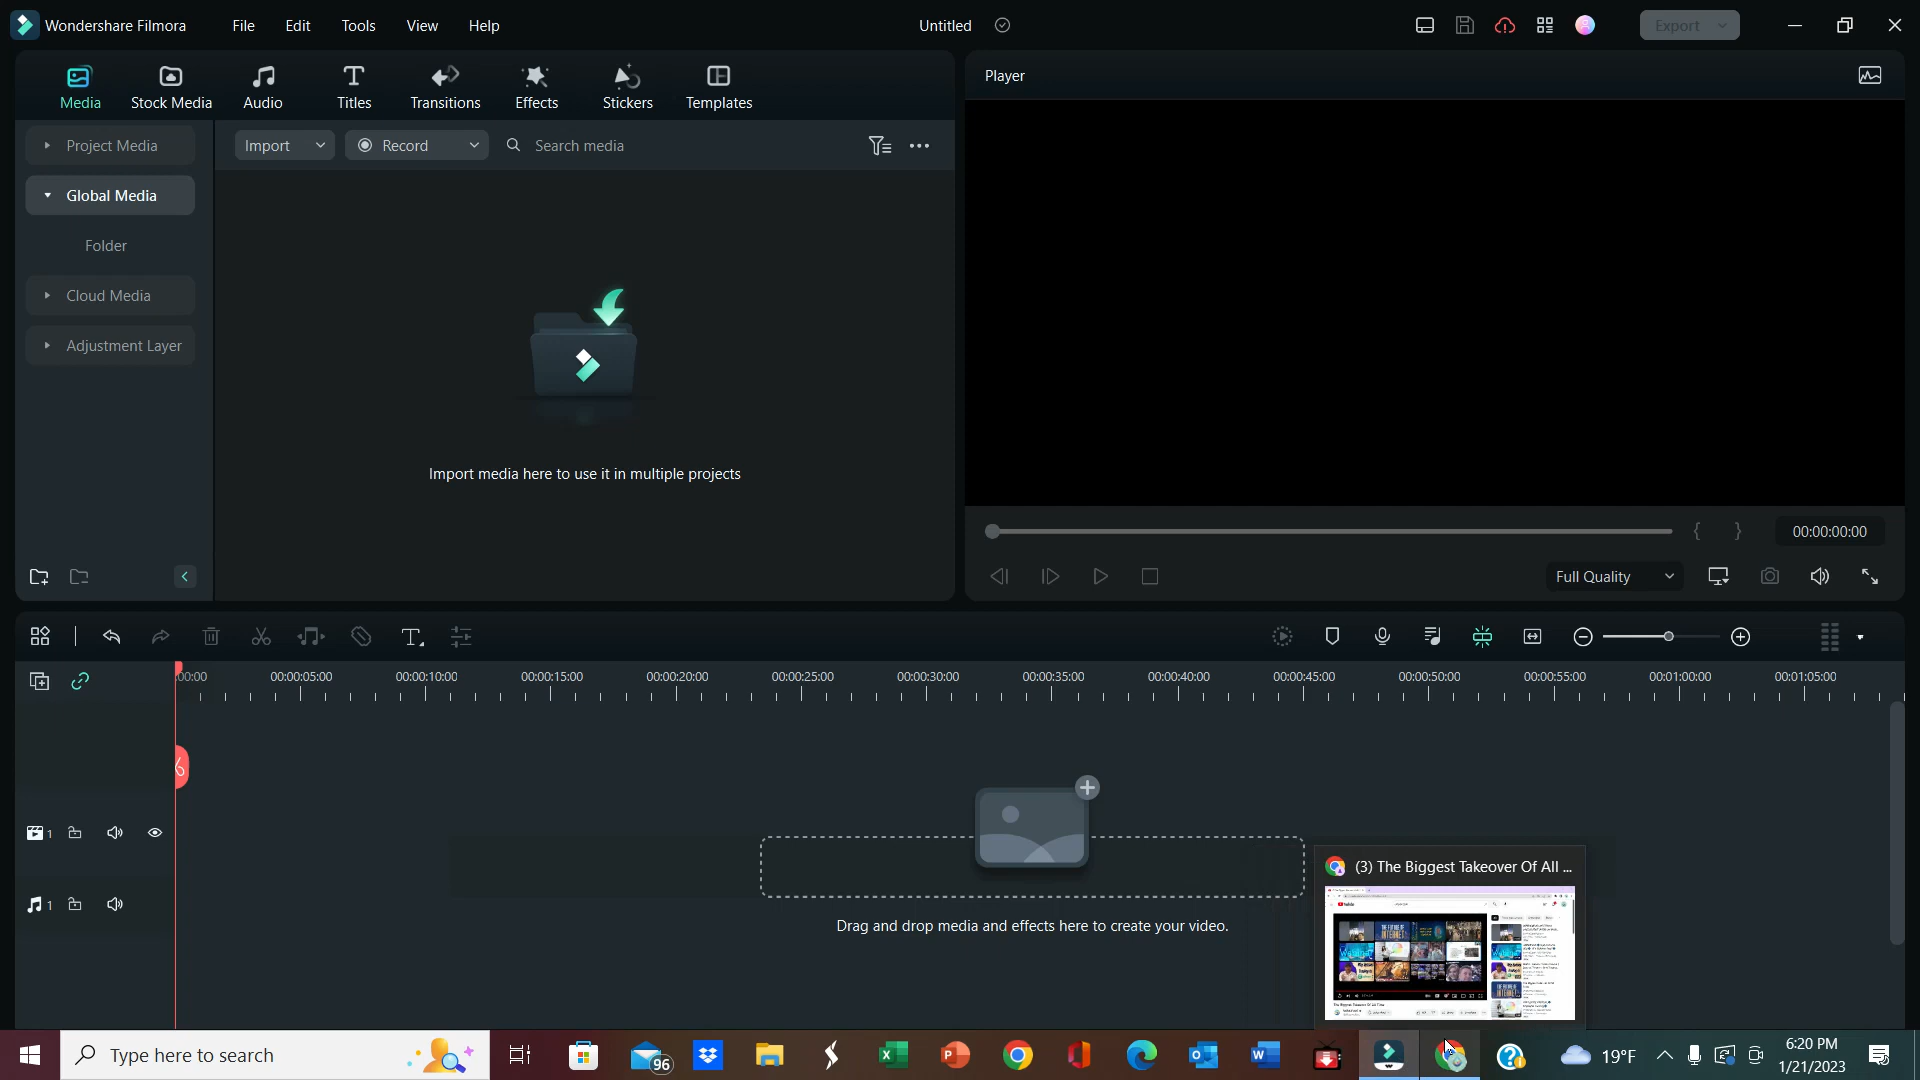 Wondershare Filmora File Edit Tools View Help Untitled Export
Media Stock Media Audio Titles Transitions Effects Stickers Templates
Player
Project Media
Import Record Search media
Global Media
Folder
Cloud Media
Adjustment Layer
Import media here to use it in multiple projects
00:00:00:00
Full Quality
:00:00 00:00:05:00 00:00:10:00 00:00:15:00 00:00:20:00 00:00:25:00 00:00:30:00 00:00:35:00 00:00:40:00 00:00:45:00 00:00:50:00 00:00:55:00 00:01:00:00 00:01:05:00
1
1
Drag and drop media and effects here to create your video.
(3) The Biggest Takeover Of All ...
Type here to search
96
19°F
6:20 PM
1/21/2023